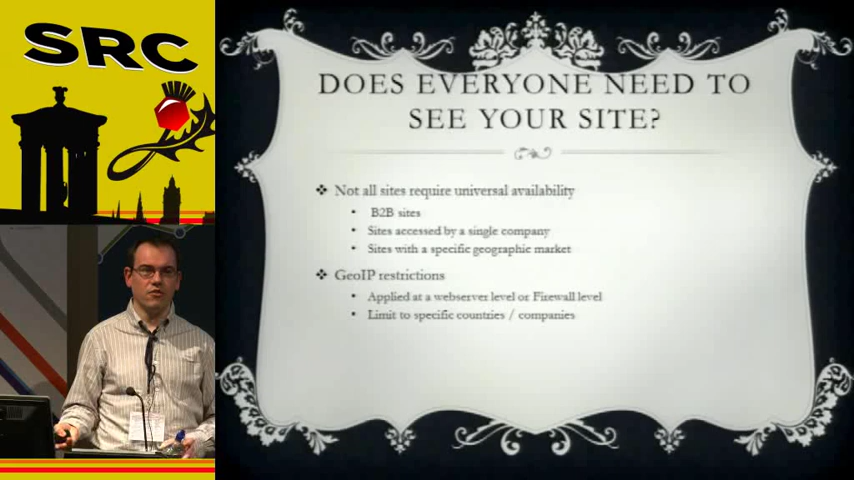 SRC
DOES EVERYONE NEED TO
SEE YOUR SITE?
Not all sites require universal availability
B2B sites
Sites accessed by a single company
Sites with a specific geographic market
GeoIP restrictions
Applied at a webserver level or Firewall level
Limit to specific countries / companies